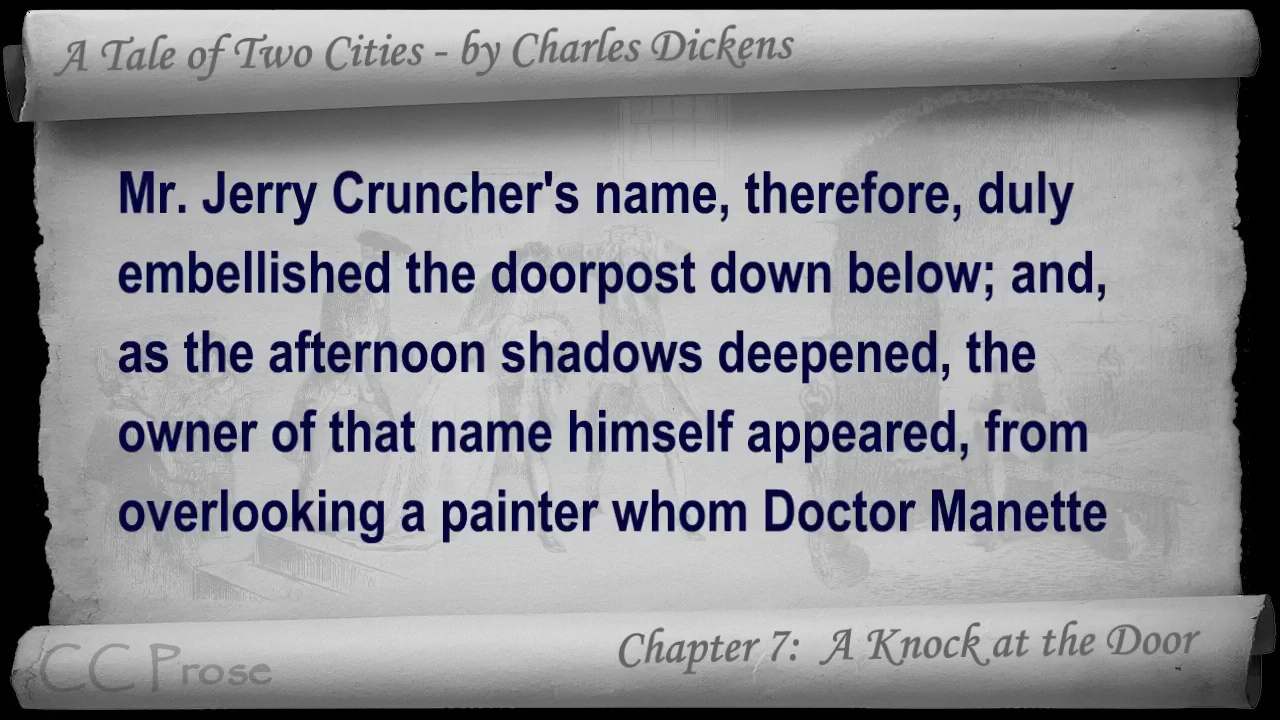 A Tale of Two Cities - by Charles Dickens
Mr. Jerry Cruncher's name, therefore, duly
embellished the doorpost down below; and,
as the afternoon shadows deepened, the
owner of that name himself appeared, from
overlooking a painter whom Doctor Manette
Chapter 7: A Knock at the Door
CC Prose